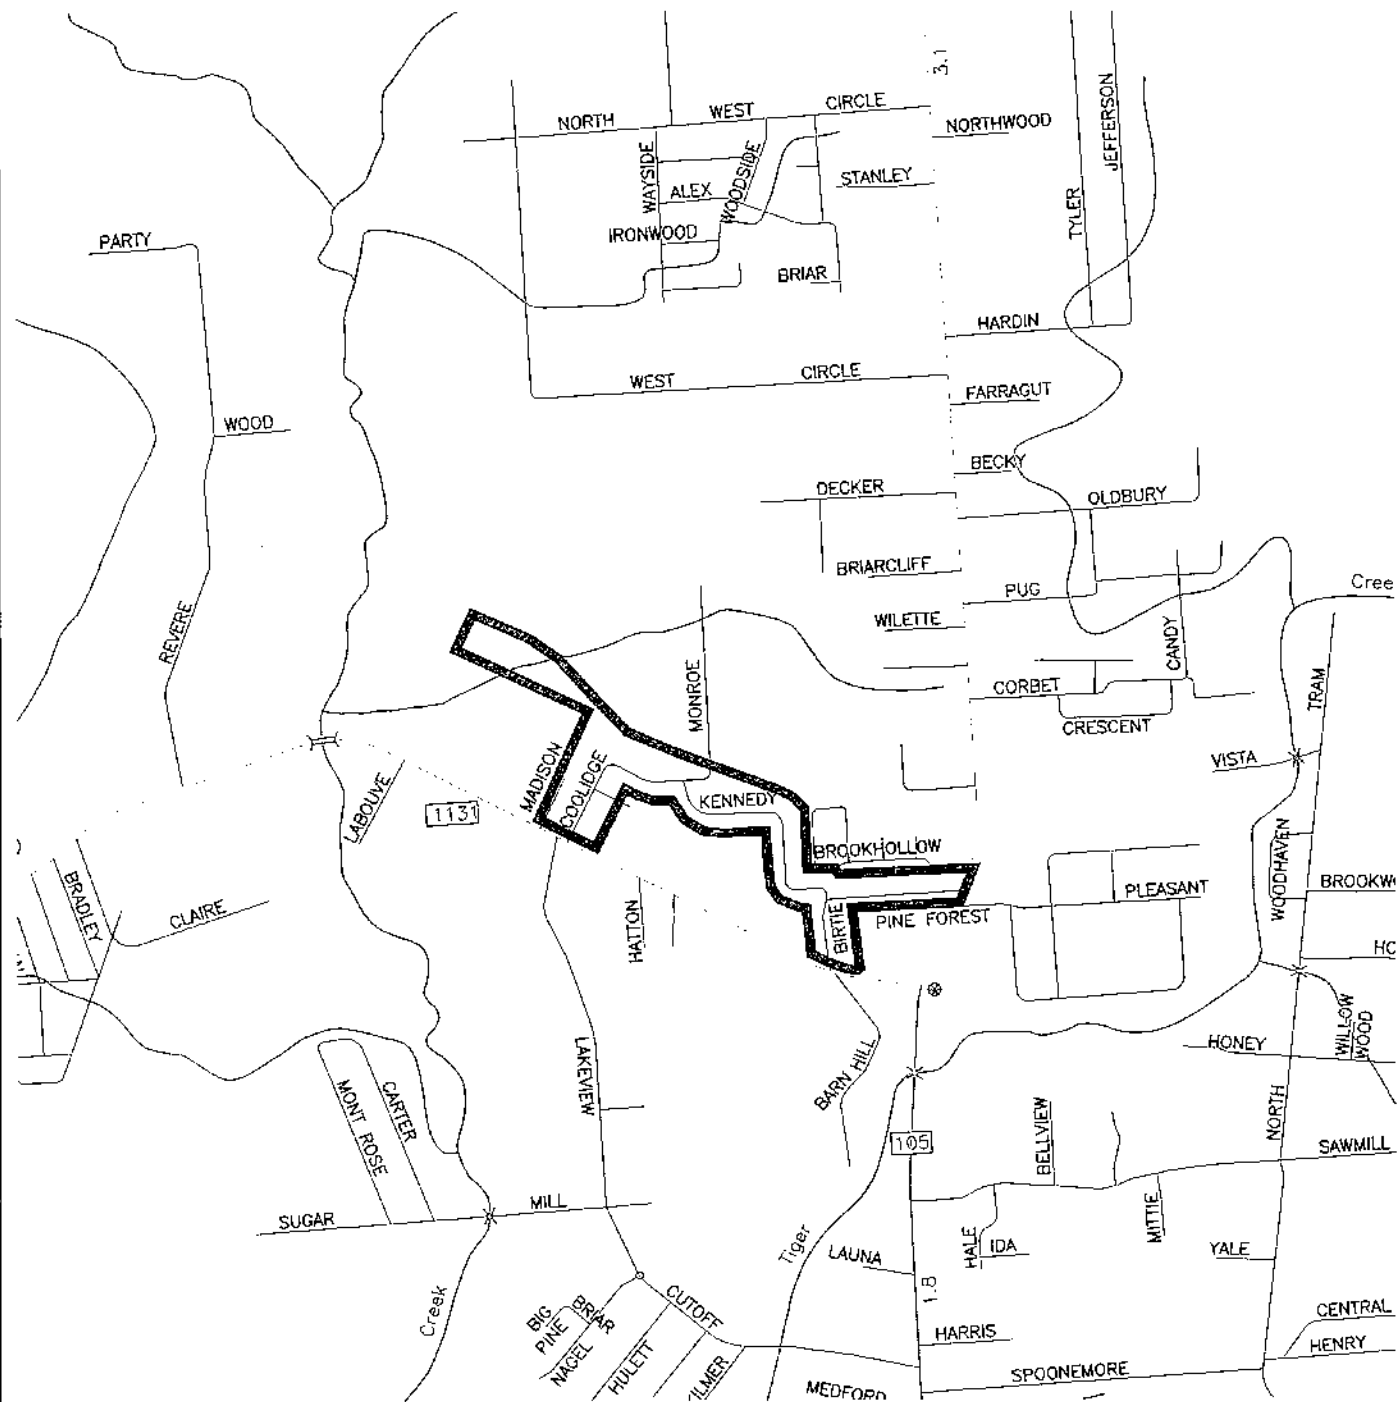 3.1
NORTH WEST CIRCLE
NORTHWOOD
JEFFERSON
WAYSIDE
WOODSIDE
STANLEY
ALEX
TYLER
IRONWOOD
PARTY
BRIAR
HARDIN
WEST CIRCLE
FARRAGUT
WOOD
BECKY
DECKER
OLDBURY
BRIARCLIFF
PUG
Cree
WILETTE
REVERE
CANDY
MONROE
CORBET
TRAM
CRESCENT
VISTA
MADISON
COOLIDGE
LABOUVE
1131
KENNEDY
BROOKHOLLOW
WOODHAVEN
BRADLEY
CLAIRE
PLEASANT
BROOKW
HATTON
BIRTIE
PINE FOREST
HO
WILLOW
WOOD
HONEY
LAKEVIEW
BARN HILL
MONT ROSE
CARTER
105
BELLVIEW
NORTH
SAWMILL
MILL
SUGAR
MITTIE
HALE
IDA
YALE
Tiger
LAUNA
1.8
Creek
CUTOFF
BIG
PINE
BRIAR
NAGEL
HULETT
HARRIS
CENTRAL
HENRY
SPOONEMORE
MEDFORD